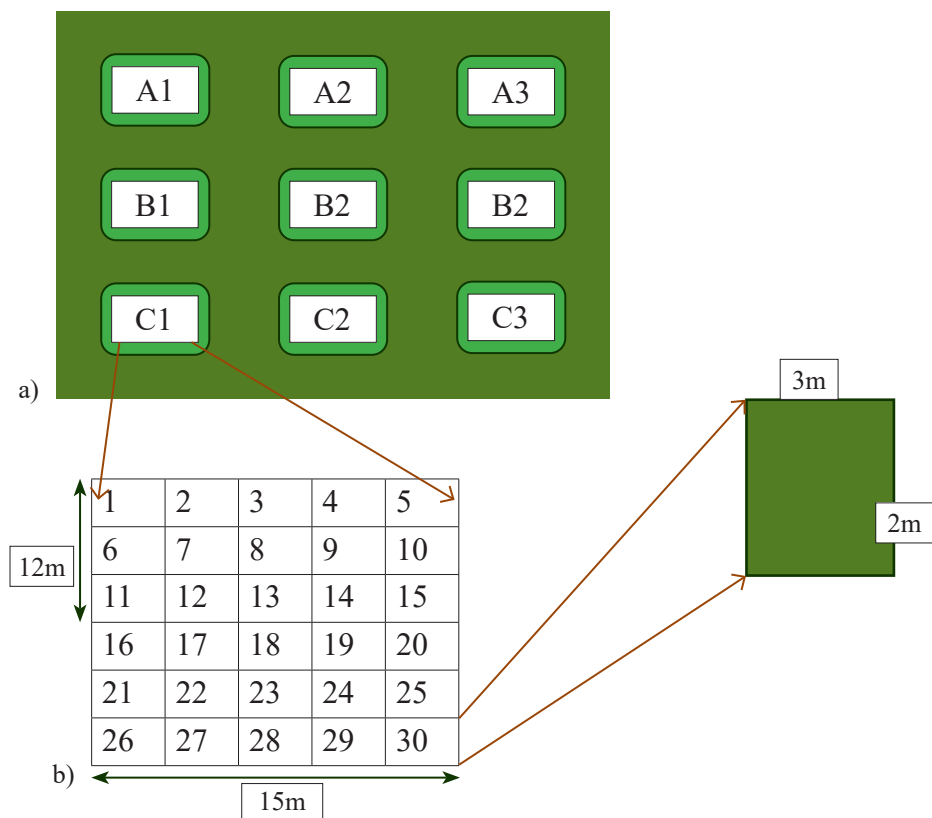 A1 A2 A3
B1 B2 B2
C1 C2 C3
a)
3m
2m
12m
1 2 3 4 5
6 7 8 9 10
11 12 13 14 15
16 17 18 19 20
21 22 23 24 25
26 27 28 29 30
b)
15m